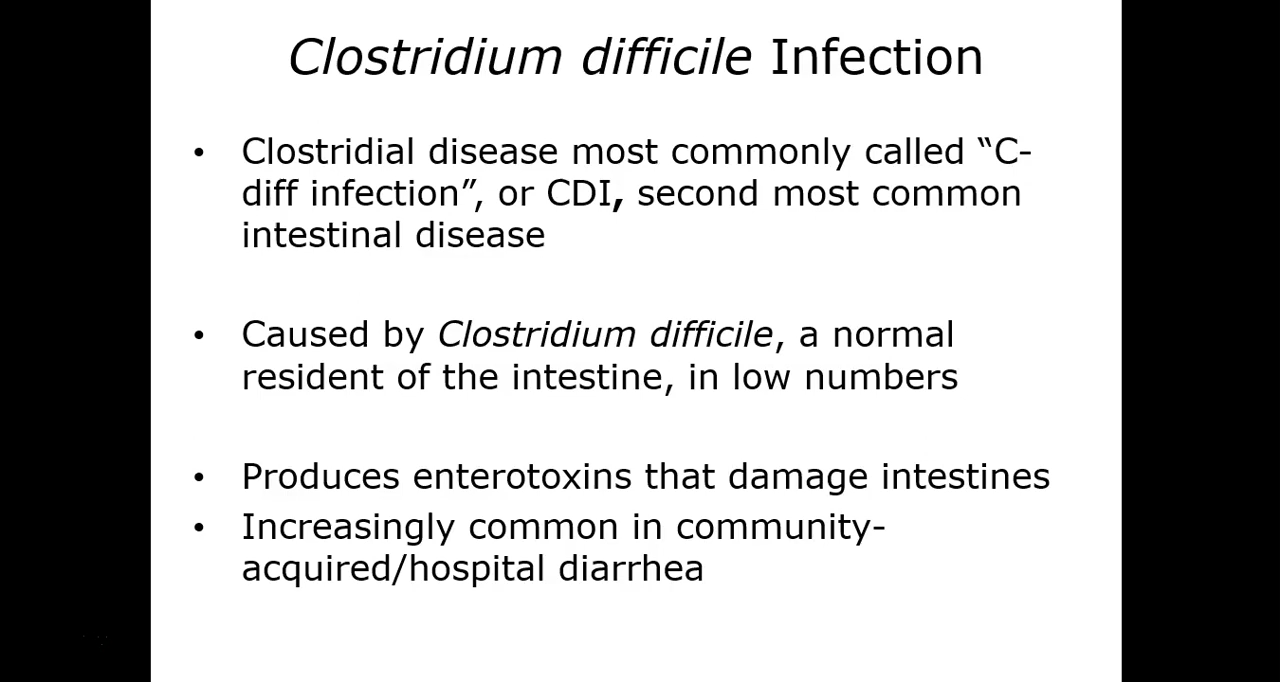 Clostridium difficile Infection
• Clostridial disease most commonly called “C-
diff infection”, or CDI, second most common
intestinal disease
• Caused by Clostridium difficile, a normal
resident of the intestine, in low numbers
• Produces enterotoxins that damage intestines
• Increasingly common in community-
acquired/hospital diarrhea